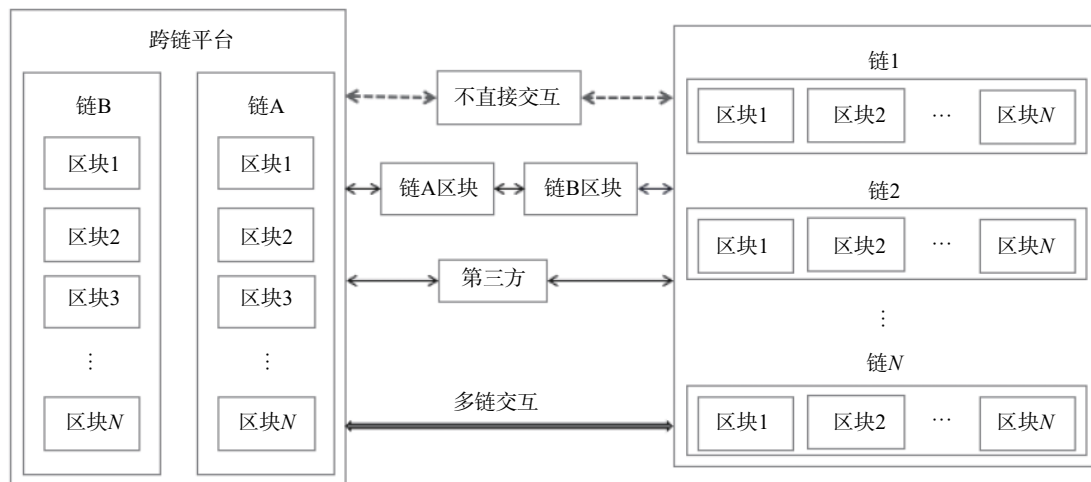 跨链平台
链B
区块1
区块2
区块3
⋮
区块N
链A
区块1
区块2
区块3
⋮
区块N
不直接交互
链A区块
链B区块
第三方
多链交互
链1
区块1 区块2 … 区块N
链2
区块1 区块2 … 区块N
⋮
链N
区块1 区块2 … 区块N